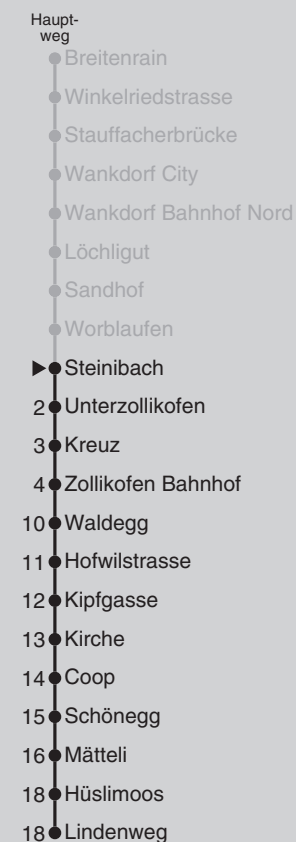 Haupt-
weg
Breitenrain
Winkelriedstrasse
Stauffacherbrücke
Wankdorf City
Wankdorf Bahnhof Nord
Löchligut
Sandhof
Worblaufen
Steinibach
2 Unterzollikofen
3 Kreuz
4 Zollikofen Bahnhof
10 Waldegg
11 Hofwilstrasse
12 Kipfgasse
13 Kirche
14 Coop
15 Schönegg
16 Mätteli
18 Hüslimoos
18 Lindenweg